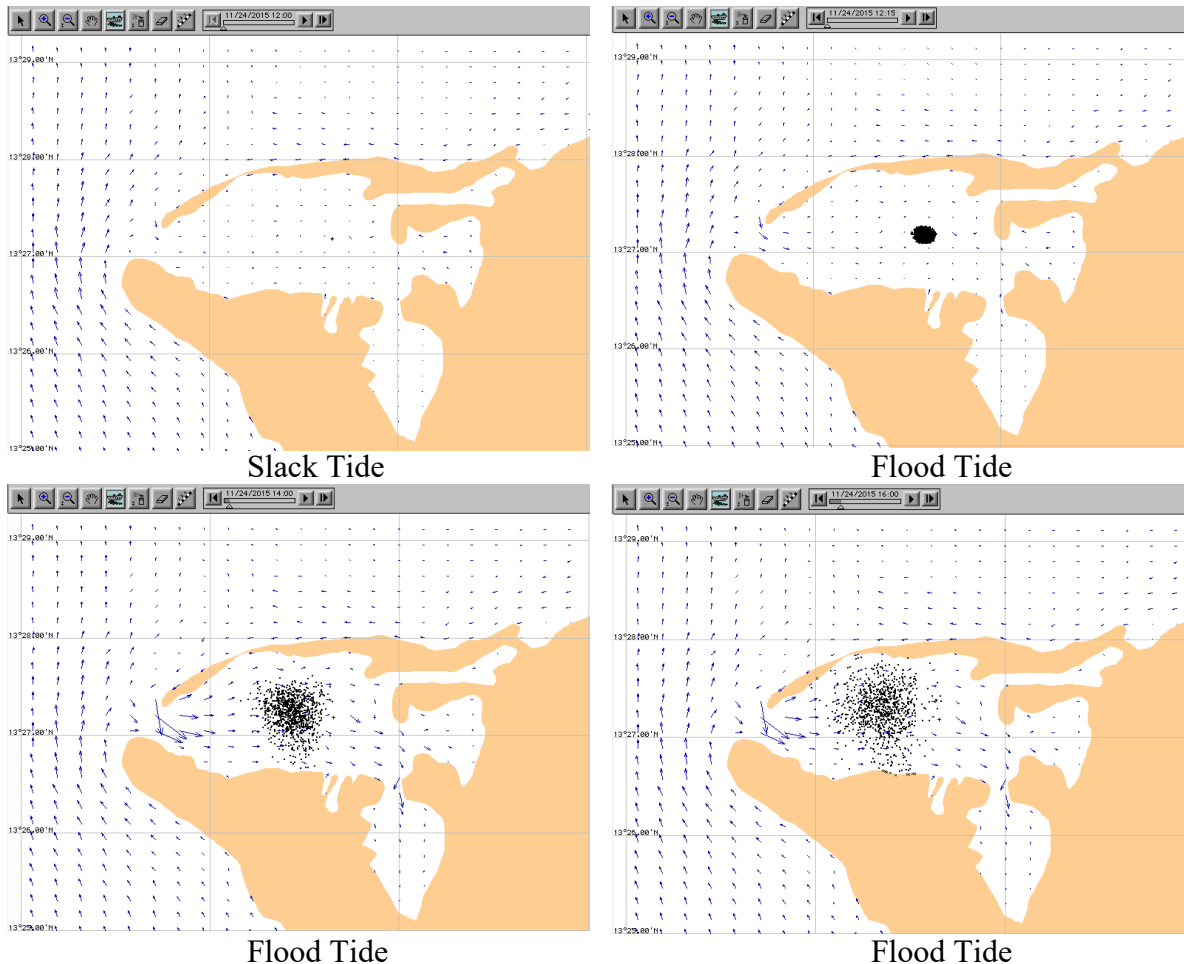 11/24/2015 12:00
13°29.00'N
13°28.00'N
13°27.00'N
13°26.00'N
13°25.00'N
Slack Tide
11/24/2015 12:15
13°29.00'N
13°28.00'N
13°27.00'N
13°26.00'N
13°25.00'N
Flood Tide
11/24/2015 14:00
13°29.00'N
13°28.00'N
13°27.00'N
13°26.00'N
13°25.00'N
Flood Tide
11/24/2015 16:00
13°29.00'N
13°28.00'N
13°27.00'N
13°26.00'N
13°25.00'N
Flood Tide